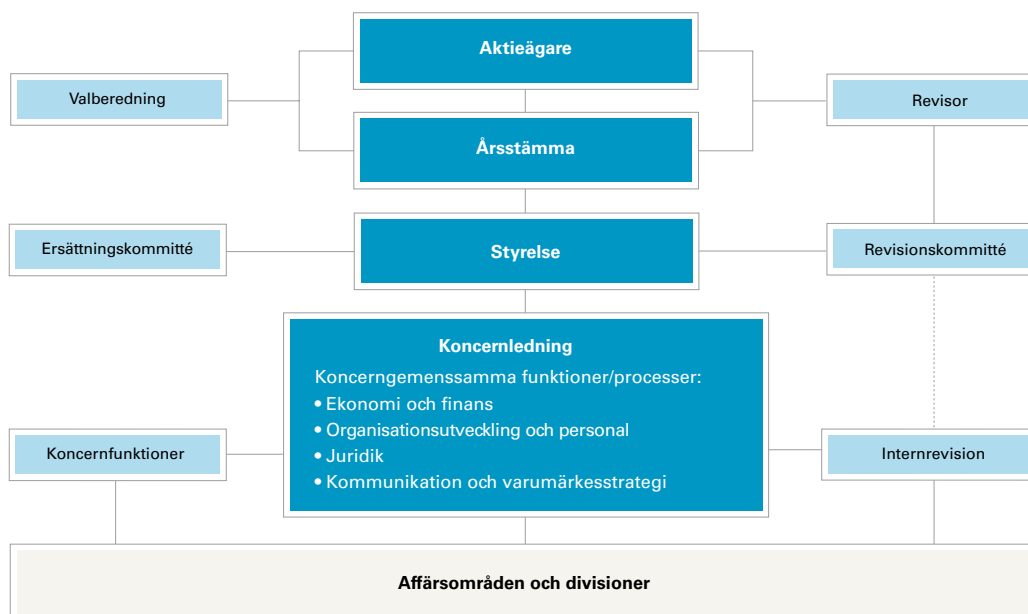 Aktieägare
Valberedning
Revisor
Årsstämma
Ersättningskommitté
Styrelse
Revisionskommitté
Koncernledning
Koncerngemenssamma funktioner/processer:
• Ekonomi och finans
• Organisationsutveckling och personal
• Juridik
• Kommunikation och varumärkesstrategi
Koncernfunktioner
Internrevision
Affärsområden och divisioner